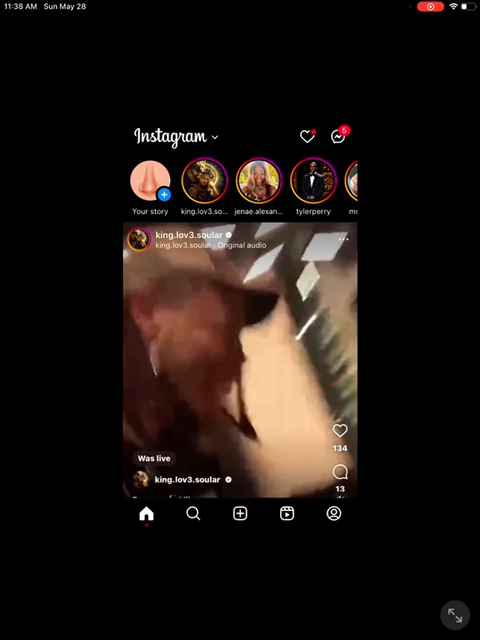 11:38 AM Sun May 28
Instagram
5
Your story
king.lov3.so...
jenae.alexan...
tylerperry
ms
king.lov3.soular
king.lov3.soular · Original audio
134
Was live
13
king.lov3.soular